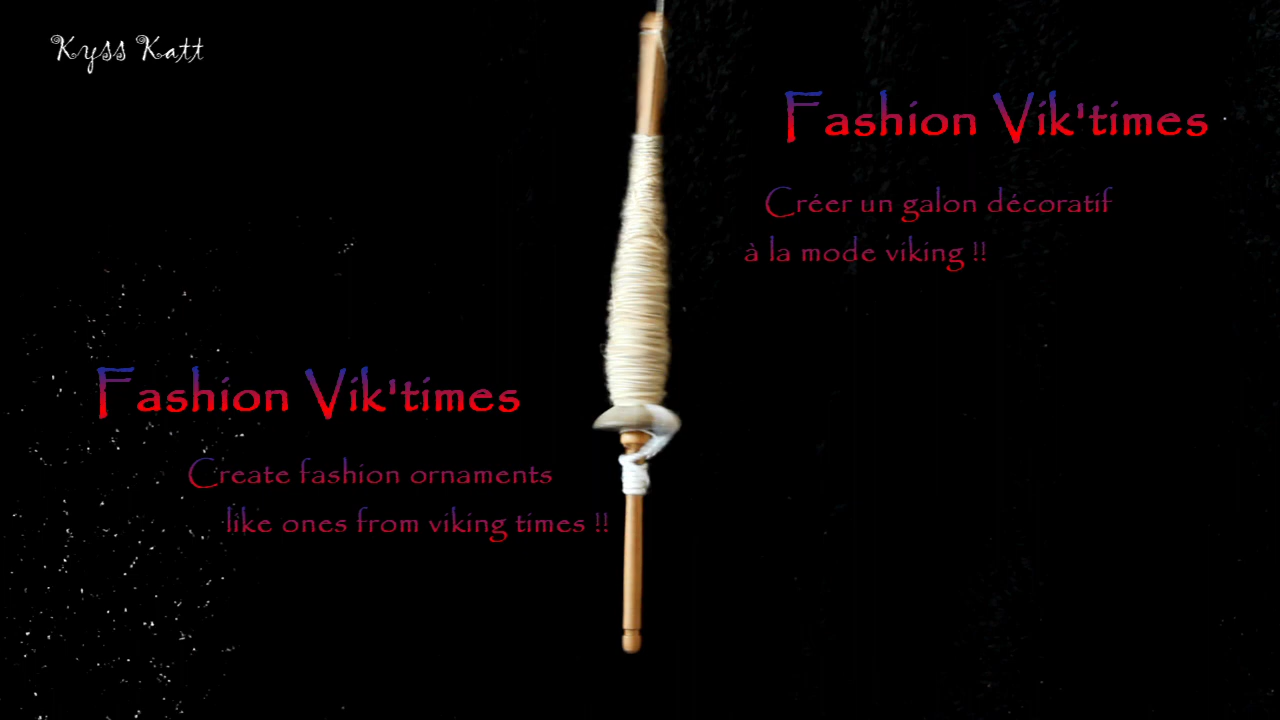 Kyss Katt
Fashion Vik'times
Créer un galon décoratif
à la mode viking !!
Fashion Vik'times
Create fashion ornaments
like ones from viking times !!